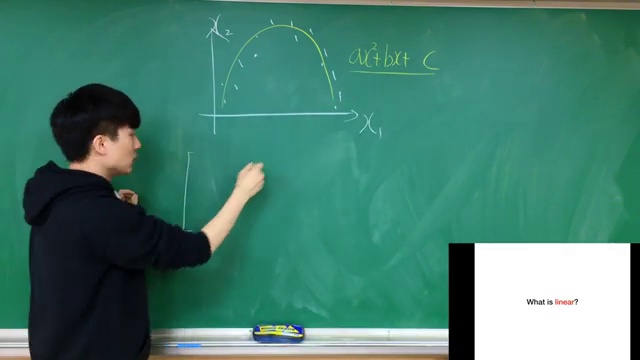 x₂
ax²+bx+ c
x₁
What is linear?